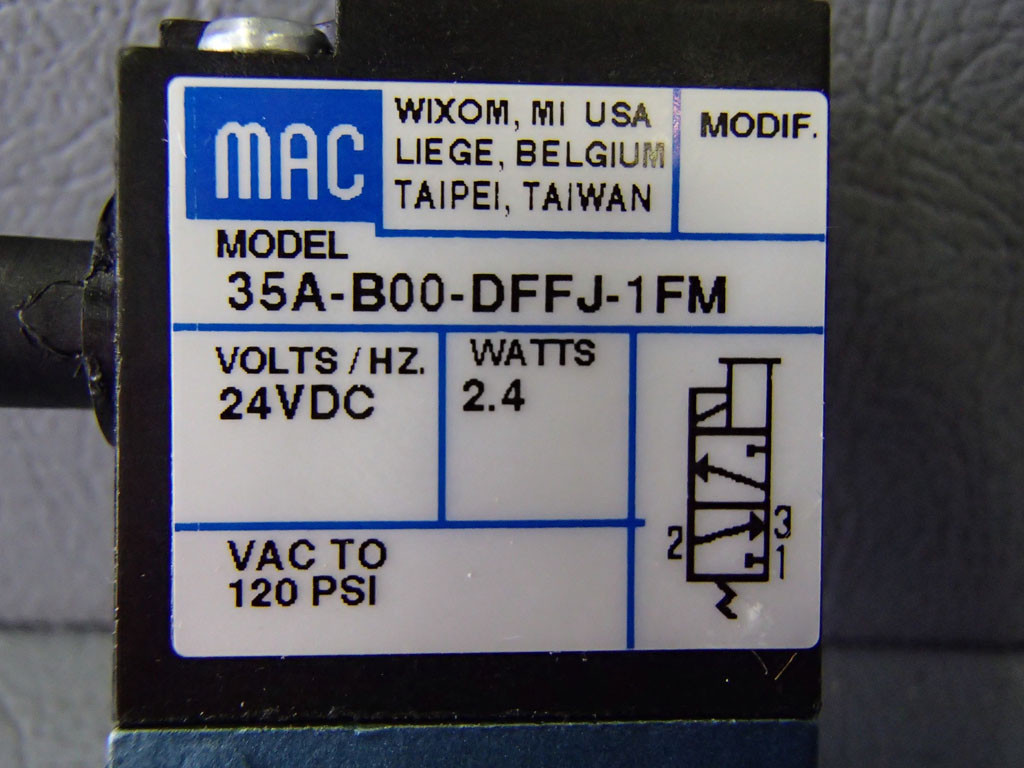 MAC
WIXOM, MI USA
LIEGE, BELGIUM
TAIPEI, TAIWAN
MODIF.
MODEL
35A-B00-DFFJ-1FM
VOLTS / HZ.
24VDC
WATTS
2.4
VAC TO
120 PSI
2
3
1